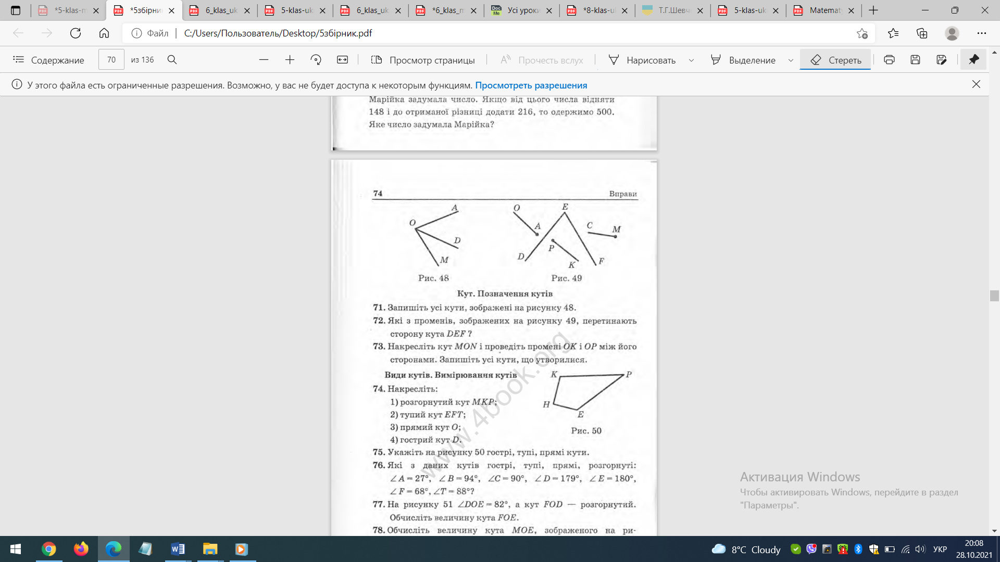 *5-klas-m
*5збірни
6_klas_uk
5-klas-uk
6_klas_uk
*6_klas_m
Усі уроки
*8-klas-ul
Т.Г.Шевч
5-klas-uk
Matemat
Файл
C:/Users/Пользователь/Desktop/5збірник.pdf
Содержание
70
из 136
Просмотр страницы
Прочесть вслух
Нарисовать
Выделение
Стереть
У этого файла есть ограниченные разрешения. Возможно, у вас не будет доступа к некоторым функциям. Просмотреть разрешения
Марійка задумала число. Якщо від цього числа відняти
148 і до отриманої різниці додати 216, то одержимо 500.
Яке число задумала Марійка?
74
Вправи
O A D M
Рис. 48
O A E D P K F C M
Рис. 49
Кут. Позначення кутів
71. Запишіть усі кути, зображені на рисунку 48.
72. Які з променів, зображених на рисунку 49, перетинають
сторону кута DEF ?
73. Накресліть кут MON і проведіть промені OK і OP між його
сторонами. Запишіть усі кути, що утворилися.
Види кутів. Вимірювання кутів
74. Накресліть:
1) розгорнутий кут MKP;
2) тупий кут EFT;
3) прямий кут O;
4) гострий кут D.
K P H E
Рис. 50
75. Укажіть на рисунку 50 гострі, тупі, прямі кути.
76. Які з даних кутів гострі, тупі, прямі, розгорнуті:
∠A = 27°, ∠B = 94°, ∠C = 90°, ∠D = 179°, ∠E = 180°,
∠F = 68°, ∠T = 88°?
77. На рисунку 51 ∠DOE = 82°, а кут FOD — розгорнутий.
Обчисліть величину кута FOE.
78. Обчисліть величину кута MOE, зображеного на ри-
www.4book.org
Активация Windows
Чтобы активировать Windows, перейдите в раздел
"Параметры".
8°C Cloudy
УКР
20:08
28.10.2021